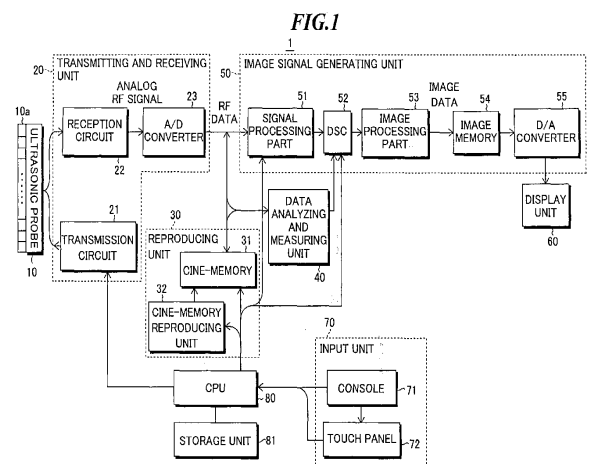 FIG.1
1
20
TRANSMITTING AND RECEIVING
UNIT
ANALOG
RF SIGNAL
23
RECEPTION
CIRCUIT
22
A/D
CONVERTER
RF
DATA
50
IMAGE SIGNAL GENERATING UNIT
51
SIGNAL
PROCESSING
PART
52
DSC
53
IMAGE
PROCESSING
PART
IMAGE
DATA
54
IMAGE
MEMORY
55
D/A
CONVERTER
DISPLAY
UNIT
60
10a
ULTRASONIC PROBE
10
21
TRANSMISSION
CIRCUIT
30
REPRODUCING
UNIT
31
CINE-MEMORY
32
CINE-MEMORY
REPRODUCING
UNIT
DATA
ANALYZING
AND
MEASURING
UNIT
40
70
INPUT UNIT
CONSOLE
71
TOUCH PANEL
72
CPU
80
STORAGE UNIT
81